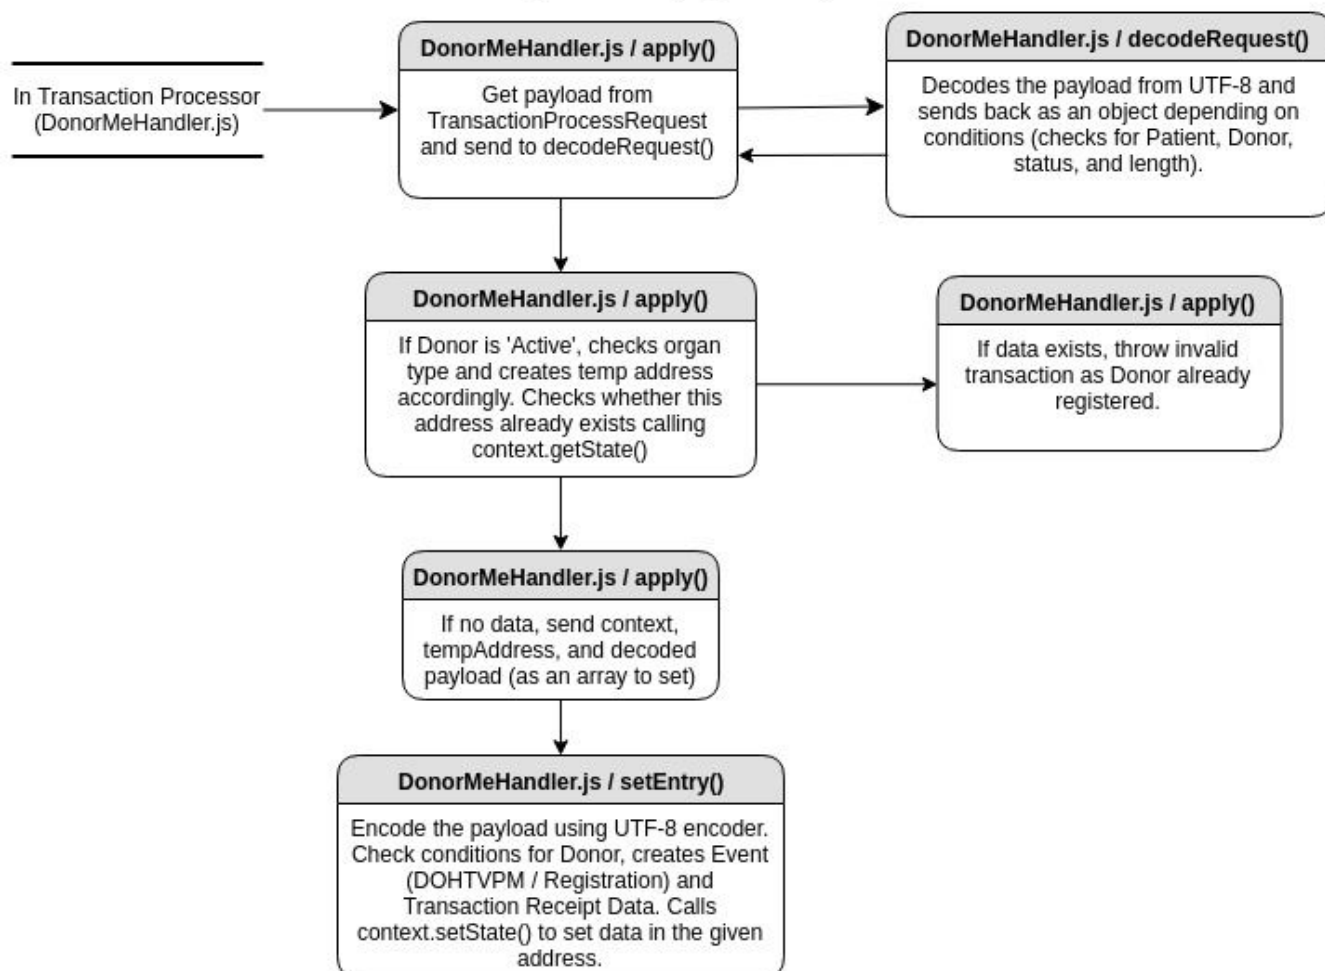 In Transaction Processor
(DonorMeHandler.js)
DonorMeHandler.js / apply()
Get payload from
TransactionProcessRequest
and send to decodeRequest()
DonorMeHandler.js / decodeRequest()
Decodes the payload from UTF-8 and
sends back as an object depending on
conditions (checks for Patient, Donor,
status, and length).
DonorMeHandler.js / apply()
If Donor is 'Active', checks organ
type and creates temp address
accordingly. Checks whether this
address already exists calling
context.getState()
DonorMeHandler.js / apply()
If data exists, throw invalid
transaction as Donor already
registered.
DonorMeHandler.js / apply()
If no data, send context,
tempAddress, and decoded
payload (as an array to set)
DonorMeHandler.js / setEntry()
Encode the payload using UTF-8 encoder.
Check conditions for Donor, creates Event
(DOHTVPM / Registration) and
Transaction Receipt Data. Calls
context.setState() to set data in the given
address.